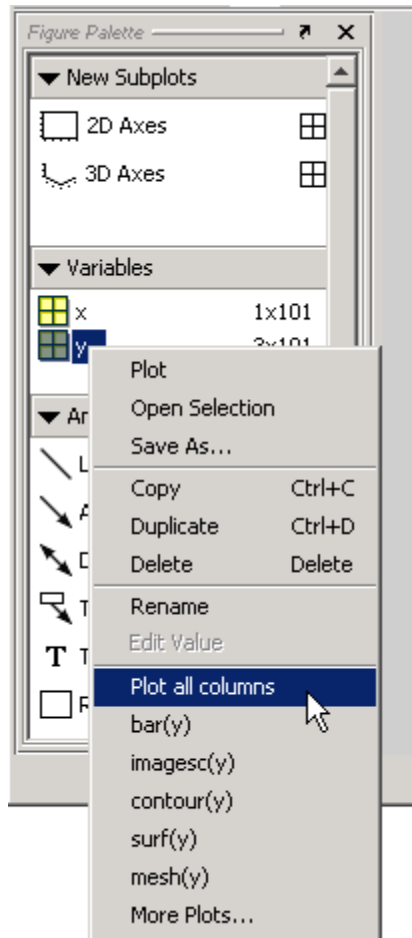 Figure Palette
New Subplots
2D Axes
3D Axes
Variables
x 1x101
y 3x101
Plot
Open Selection
Save As...
Copy Ctrl+C
Duplicate Ctrl+D
Delete Delete
Rename
Edit Value
Plot all columns
bar(y)
imagesc(y)
contour(y)
surf(y)
mesh(y)
More Plots...
T